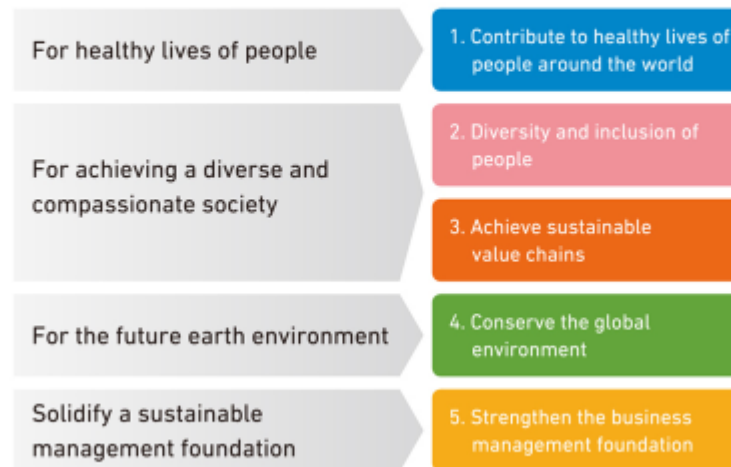 For healthy lives of people
1. Contribute to healthy lives of
people around the world
For achieving a diverse and
compassionate society
2. Diversity and inclusion of
people
3. Achieve sustainable
value chains
For the future earth environment
4. Conserve the global
environment
Solidify a sustainable
management foundation
5. Strengthen the business
management foundation